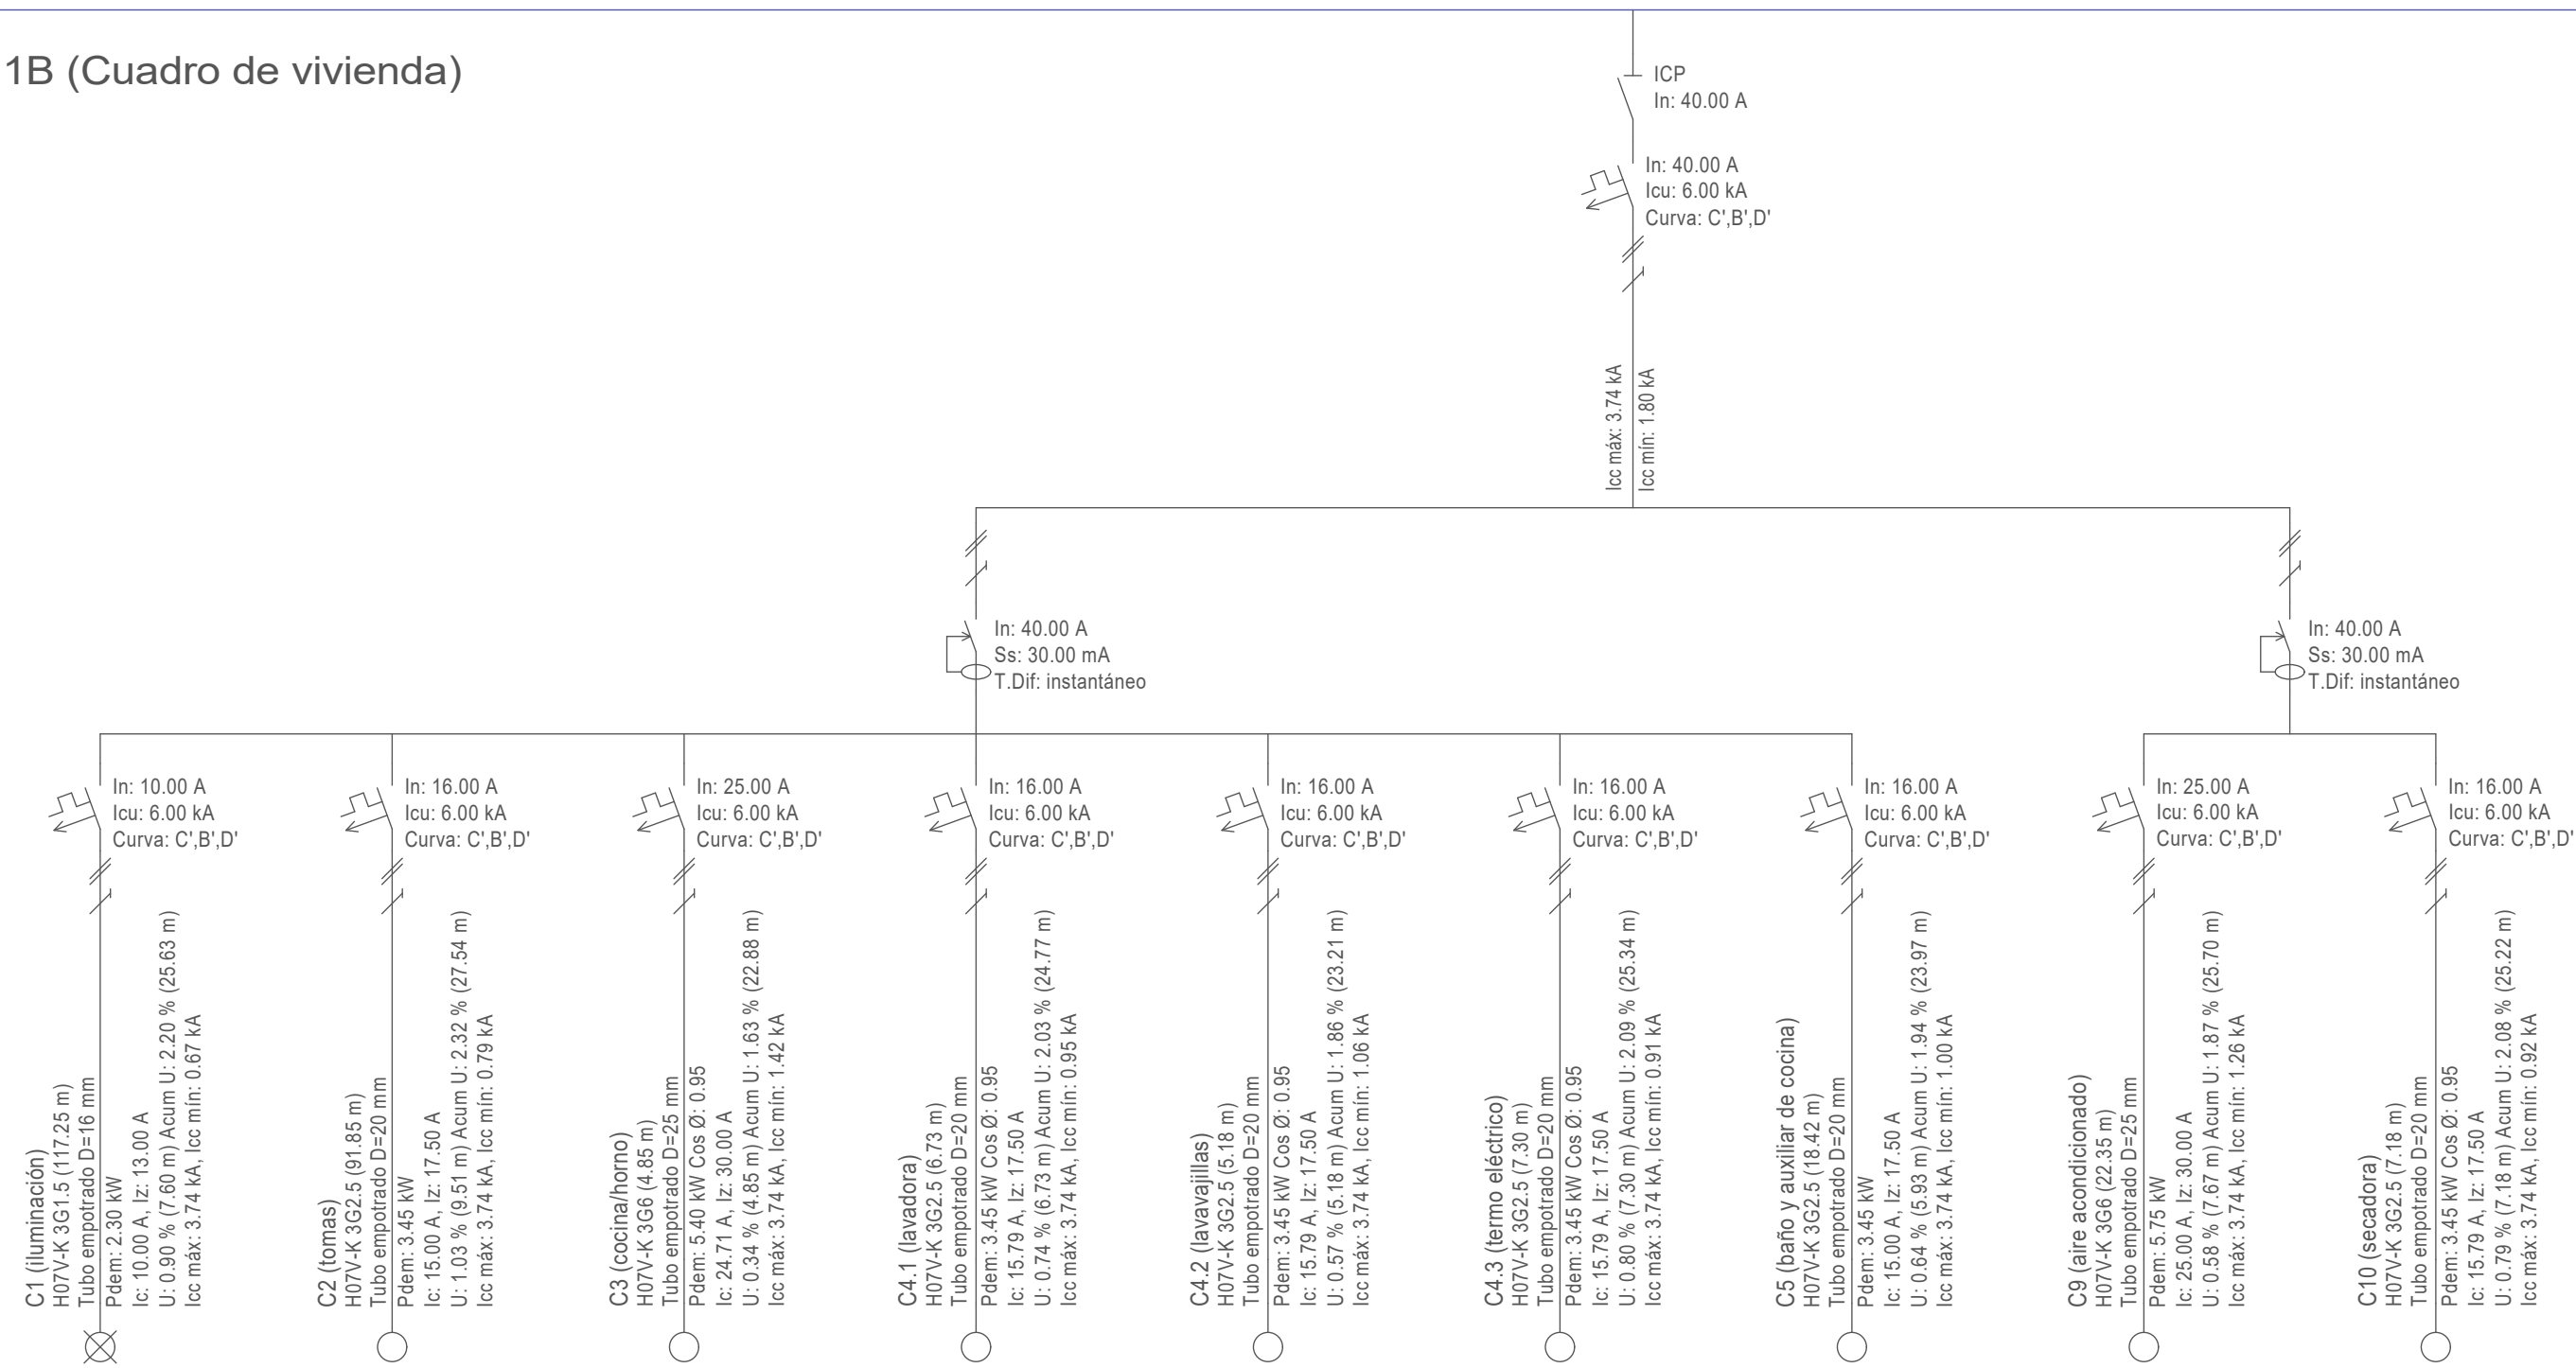 1B (Cuadro de vivienda)
ICP
In: 40.00 A
In: 40.00 A
Icu: 6.00 kA
Curva: C',B',D'
Icc máx: 3.74 kA
Icc mín: 1.80 kA
In: 40.00 A
Ss: 30.00 mA
T.Dif: instantáneo
In: 40.00 A
Ss: 30.00 mA
T.Dif: instantáneo
In: 10.00 A
Icu: 6.00 kA
Curva: C',B',D'
In: 16.00 A
Icu: 6.00 kA
Curva: C',B',D'
In: 25.00 A
Icu: 6.00 kA
Curva: C',B',D'
In: 16.00 A
Icu: 6.00 kA
Curva: C',B',D'
In: 16.00 A
Icu: 6.00 kA
Curva: C',B',D'
In: 16.00 A
Icu: 6.00 kA
Curva: C',B',D'
In: 16.00 A
Icu: 6.00 kA
Curva: C',B',D'
In: 25.00 A
Icu: 6.00 kA
Curva: C',B',D'
In: 16.00 A
Icu: 6.00 kA
Curva: C',B',D'
C1 (iluminación)
H07V-K 3G1.5 (117.25 m)
Tubo empotrado D=16 mm
Pdem: 2.30 kW
Ic: 10.00 A, Iz: 13.00 A
U: 0.90 % (7.60 m) Acum U: 2.20 % (25.63 m)
Icc máx: 3.74 kA, Icc mín: 0.67 kA
C2 (tomas)
H07V-K 3G2.5 (91.85 m)
Tubo empotrado D=20 mm
Pdem: 3.45 kW
Ic: 15.00 A, Iz: 17.50 A
U: 1.03 % (9.51 m) Acum U: 2.32 % (27.54 m)
Icc máx: 3.74 kA, Icc mín: 0.79 kA
C3 (cocina/horno)
H07V-K 3G6 (4.85 m)
Tubo empotrado D=25 mm
Pdem: 5.40 kW Cos Ø: 0.95
Ic: 24.71 A, Iz: 30.00 A
U: 0.34 % (4.85 m) Acum U: 1.63 % (22.88 m)
Icc máx: 3.74 kA, Icc mín: 1.42 kA
C4.1 (lavadora)
H07V-K 3G2.5 (6.73 m)
Tubo empotrado D=20 mm
Pdem: 3.45 kW Cos Ø: 0.95
Ic: 15.79 A, Iz: 17.50 A
U: 0.74 % (6.73 m) Acum U: 2.03 % (24.77 m)
Icc máx: 3.74 kA, Icc mín: 0.95 kA
C4.2 (lavavajillas)
H07V-K 3G2.5 (5.18 m)
Tubo empotrado D=20 mm
Pdem: 3.45 kW Cos Ø: 0.95
Ic: 15.79 A, Iz: 17.50 A
U: 0.57 % (5.18 m) Acum U: 1.86 % (23.21 m)
Icc máx: 3.74 kA, Icc mín: 1.06 kA
C4.3 (termo eléctrico)
H07V-K 3G2.5 (7.30 m)
Tubo empotrado D=20 mm
Pdem: 3.45 kW Cos Ø: 0.95
Ic: 15.79 A, Iz: 17.50 A
U: 0.80 % (7.30 m) Acum U: 2.09 % (25.34 m)
Icc máx: 3.74 kA, Icc mín: 0.91 kA
C5 (baño y auxiliar de cocina)
H07V-K 3G2.5 (18.42 m)
Tubo empotrado D=20 mm
Pdem: 3.45 kW
Ic: 15.00 A, Iz: 17.50 A
U: 0.64 % (5.93 m) Acum U: 1.94 % (23.97 m)
Icc máx: 3.74 kA, Icc mín: 1.00 kA
C9 (aire acondicionado)
H07V-K 3G6 (22.35 m)
Tubo empotrado D=25 mm
Pdem: 5.75 kW
Ic: 25.00 A, Iz: 30.00 A
U: 0.58 % (7.67 m) Acum U: 1.87 % (25.70 m)
Icc máx: 3.74 kA, Icc mín: 1.26 kA
C10 (secadora)
H07V-K 3G2.5 (7.18 m)
Tubo empotrado D=20 mm
Pdem: 3.45 kW Cos Ø: 0.95
Ic: 15.79 A, Iz: 17.50 A
U: 0.79 % (7.18 m) Acum U: 2.08 % (25.22 m)
Icc máx: 3.74 kA, Icc mín: 0.92 kA